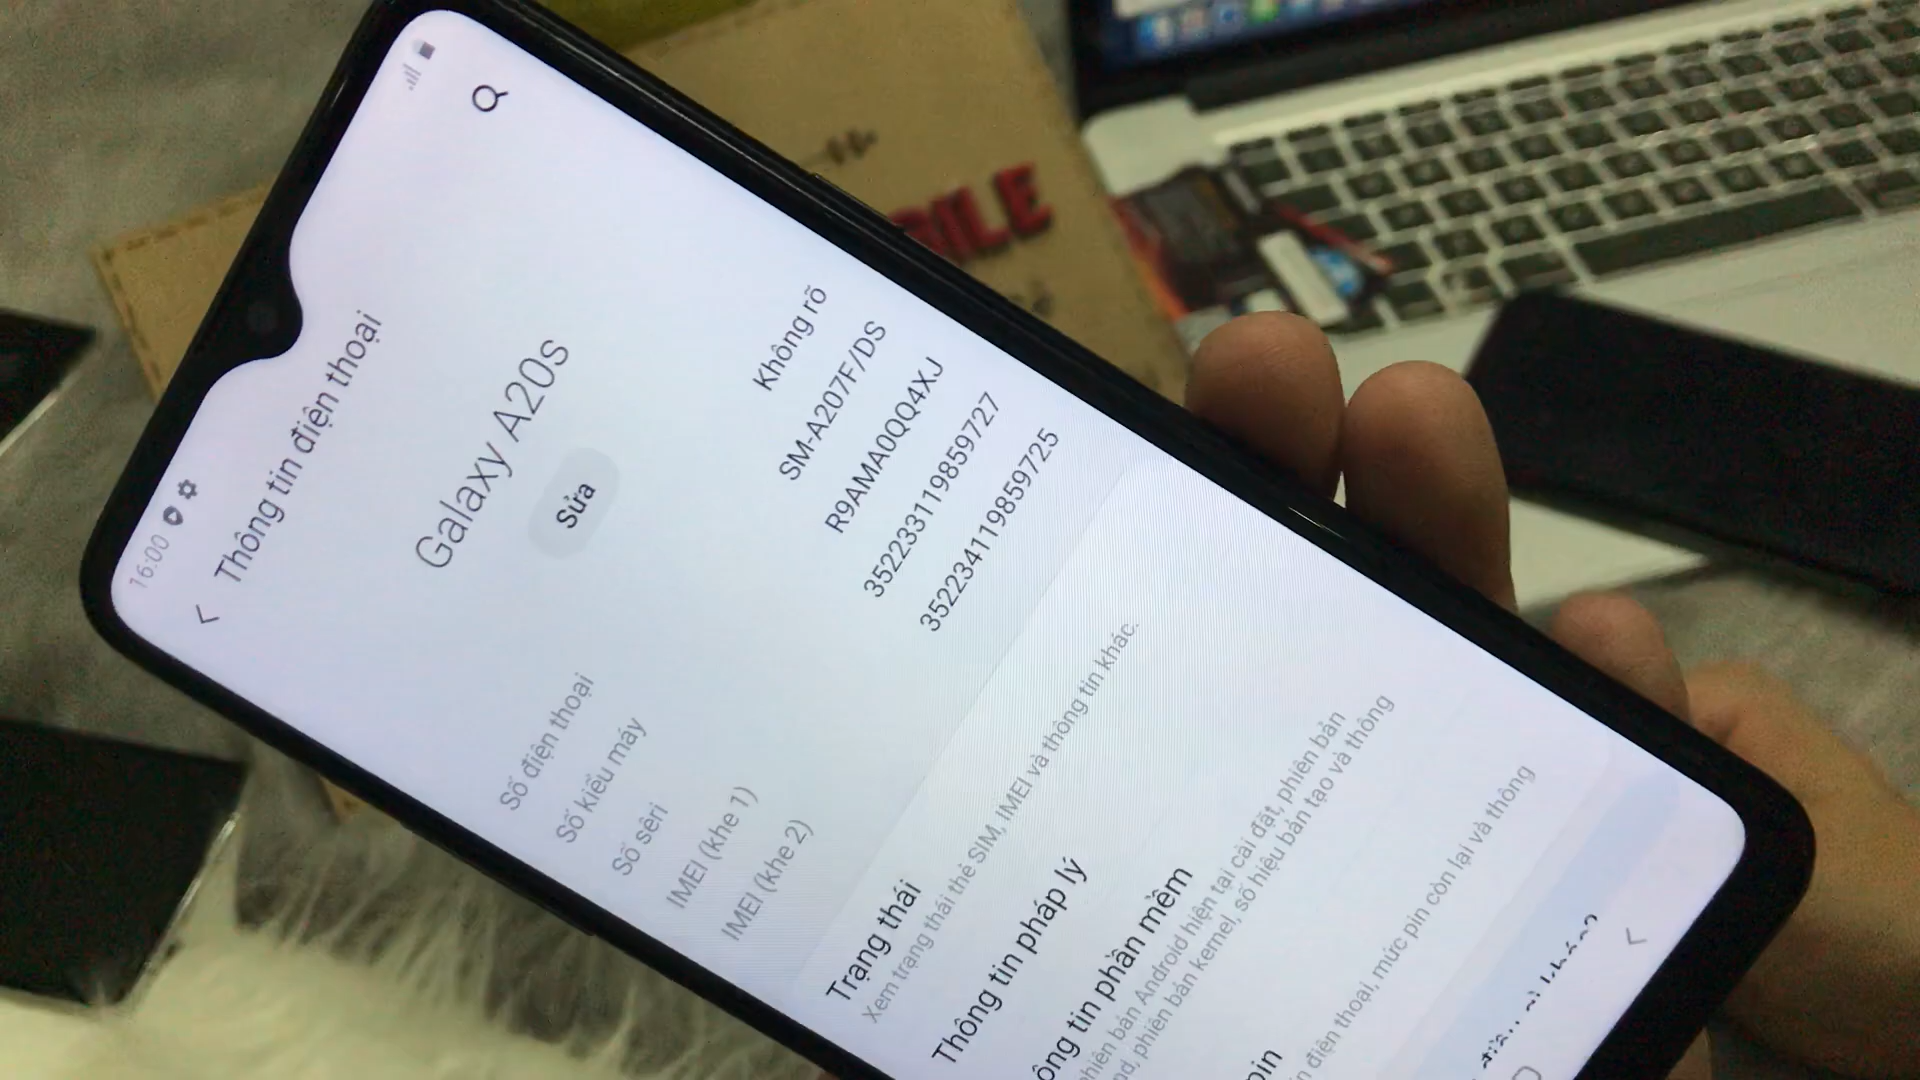 16:00
Thông tin điện thoại
Galaxy A20s
Sửa
Số điện thoại Không rõ
Số kiểu máy SM-A207F/DS
Số sêri R9AMA0QQ4XJ
IMEI (khe 1) 352233119859727
IMEI (khe 2) 352234119859725
Trạng thái
Xem trạng thái thẻ SIM, IMEI và thông tin khác.
Thông tin pháp lý
ông tin phần mềm
phiên bản Android hiện tại cài đặt, phiên bản
nd, phiên bản kernel, số hiệu bản tạo và thông
pin
n điện thoại, mức pin còn lại và thông
BILE